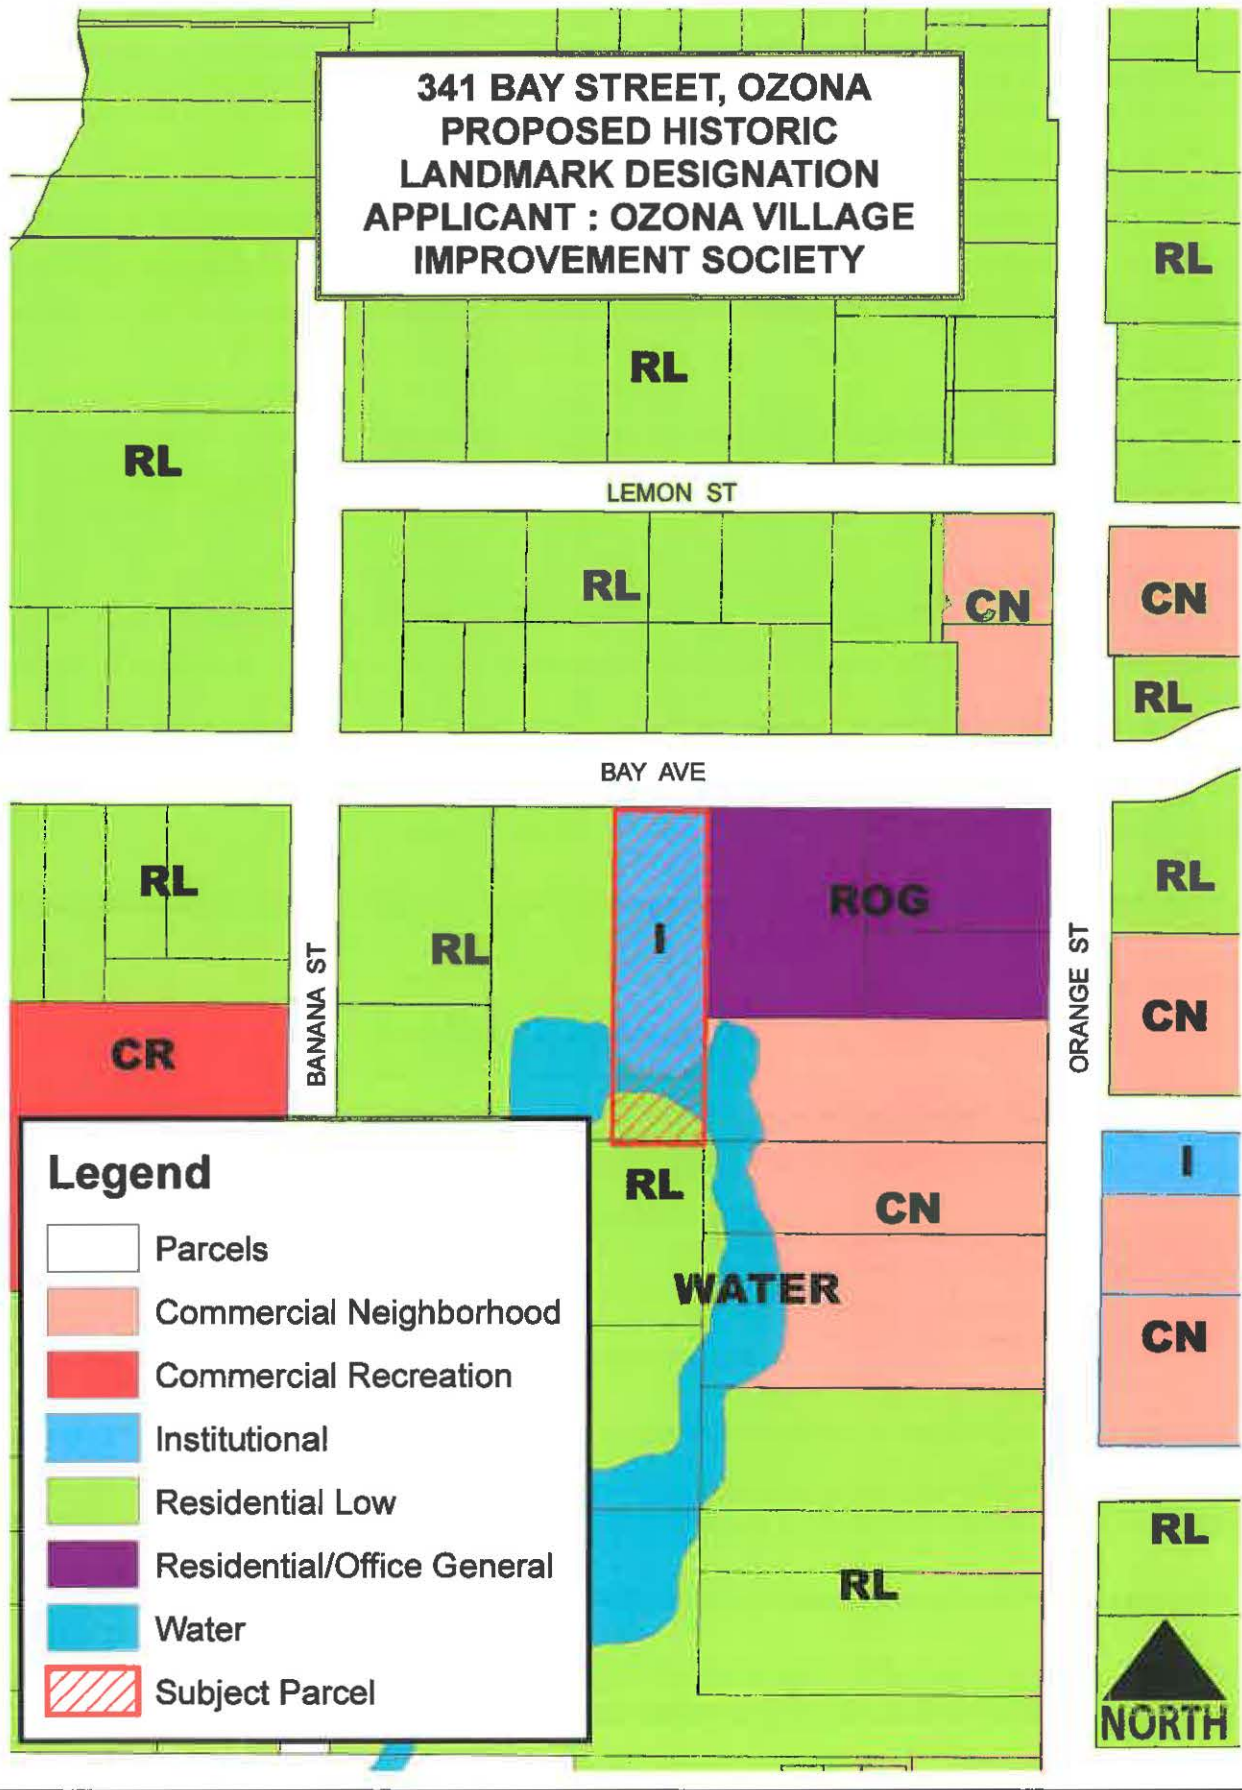 341 BAY STREET, OZONA
PROPOSED HISTORIC
LANDMARK DESIGNATION
APPLICANT : OZONA VILLAGE
IMPROVEMENT SOCIETY
RL
RL
RL
LEMON ST
RL
CN
CN
RL
BAY AVE
RL
RL
I
ROG
RL
BANANA ST
ORANGE ST
CR
CN
RL
CN
I
WATER
CN
RL
RL
NORTH
Legend
Parcels
Commercial Neighborhood
Commercial Recreation
Institutional
Residential Low
Residential/Office General
Water
Subject Parcel